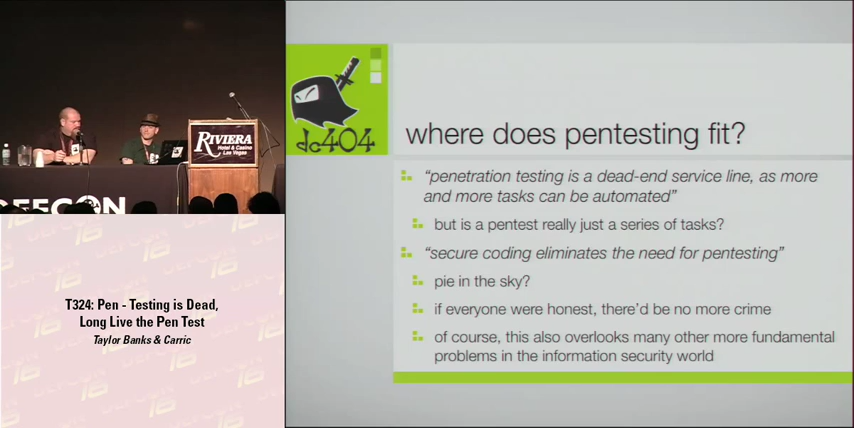 RIVIERA
Hotel & Casino
Las Vegas
DEFCON
T324: Pen - Testing is Dead,
Long Live the Pen Test
Taylor Banks & Carric
dc404
where does pentesting fit?
“penetration testing is a dead-end service line, as more
and more tasks can be automated”
but is a pentest really just a series of tasks?
“secure coding eliminates the need for pentesting”
pie in the sky?
if everyone were honest, there’d be no more crime
of course, this also overlooks many other more fundamental
problems in the information security world